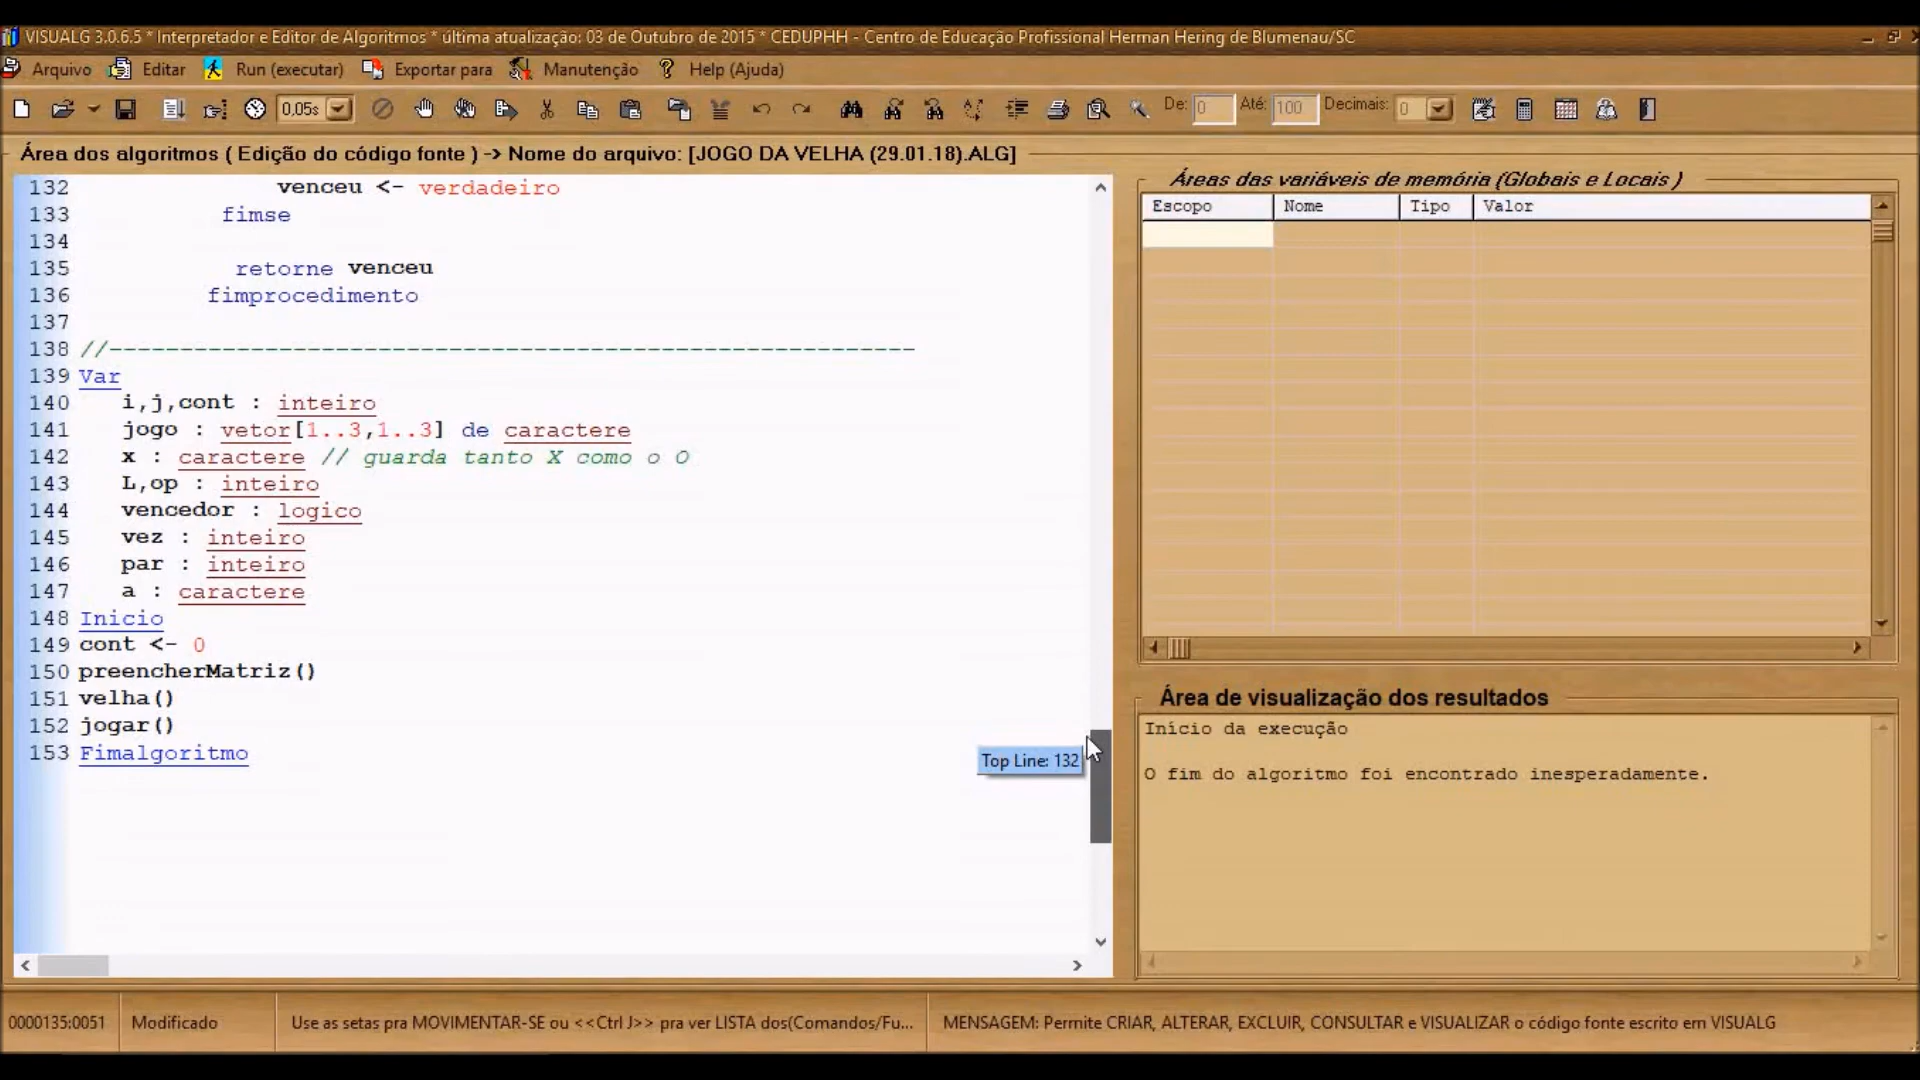 VISUALG 3.0.6.5 * Interpretador e Editor de Algoritmos * última atualização: 03 de Outubro de 2015 * CEDUPHH - Centro de Educação Profissional Herman Hering de Blumenau/SC
Arquivo Editar Run (executar) Exportar para Manutenção Help (Ajuda)
0,05s De: 0 Até: 100 Decimais: 0
Área dos algoritmos ( Edição do código fonte ) -> Nome do arquivo: [JOGO DA VELHA (29.01.18).ALG]
132 venceu <- verdadeiro
133 fimse
134
135 retorne venceu
136 fimprocedimento
137
138 //---------------------------------------------------------
139 Var
140 i,j,cont : inteiro
141 jogo : vetor[1..3,1..3] de caractere
142 x : caractere // guarda tanto X como o O
143 L,op : inteiro
144 vencedor : logico
145 vez : inteiro
146 par : inteiro
147 a : caractere
148 Inicio
149 cont <- 0
150 preencherMatriz()
151 velha()
152 jogar()
153 Fimalgoritmo
Top Line: 132
Áreas das variáveis de memória (Globais e Locais )
Escopo Nome Tipo Valor
Área de visualização dos resultados
Início da execução
O fim do algoritmo foi encontrado inesperadamente.
0000135:0051 Modificado Use as setas pra MOVIMENTAR-SE ou <<Ctrl J>> pra ver LISTA dos(Comandos/Fu... MENSAGEM: Permite CRIAR, ALTERAR, EXCLUIR, CONSULTAR e VISUALIZAR o código fonte escrito em VISUALG